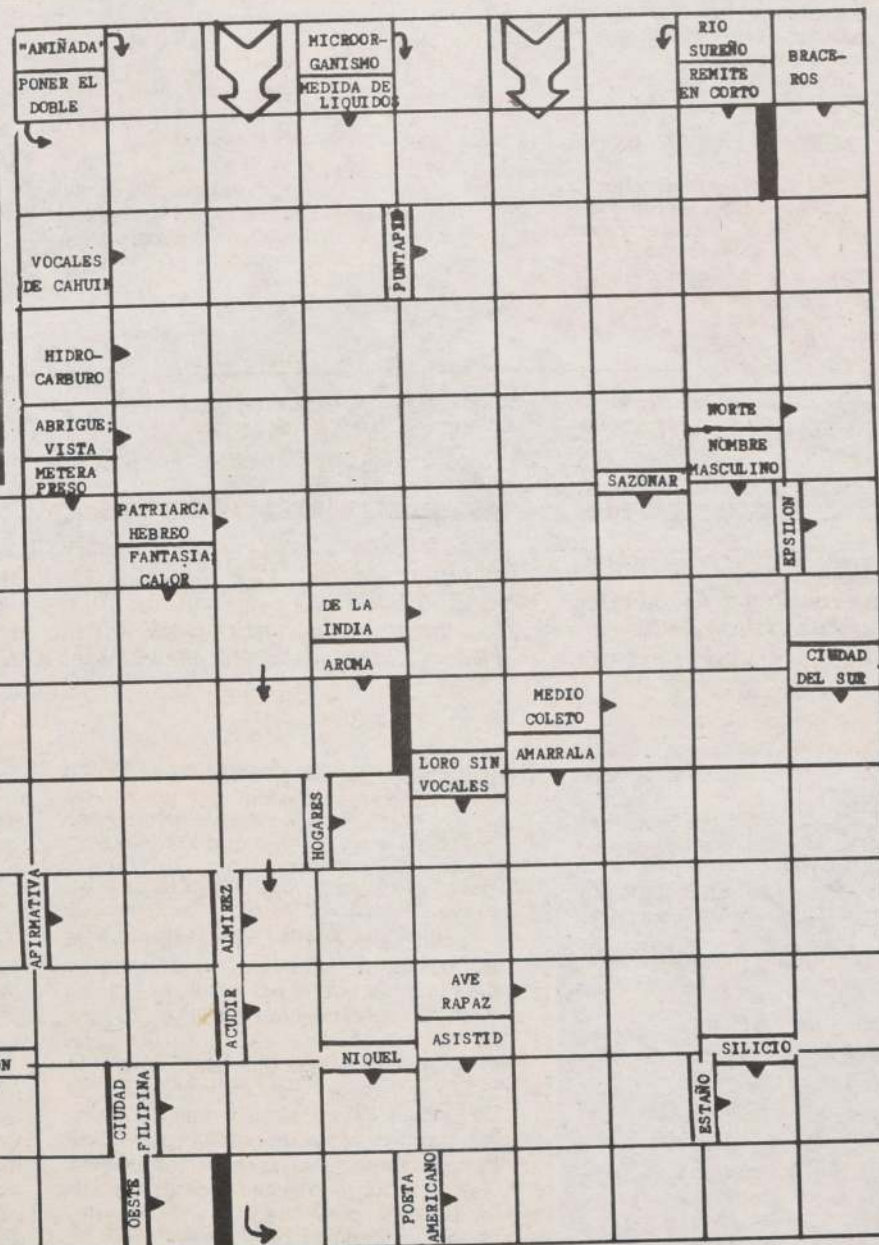 "ANIÑADA"
PONER EL
DOBLE
MICROOR-
GANISMO
MEDIDA DE
LIQUIDOS
RIO
SUREÑO
REMITE
EN CORTO
BRACE-
ROS
VOCALES
DE CAHUIN
PUNTAPIE
HIDRO-
CARBURO
ABRIGUE;
VISTA
METERA
PRESO
NORTE
NOMBRE
MASCULINO
SAZONAR
PATRIARCA
HEBREO
FANTASIA;
CALOR
EPSILON
DE LA
INDIA
AROMA
CIUDAD
DEL SUR
MEDIO
COLETO
AMARRALA
LORO SIN
VOCALES
HOGARES
AFIRMATIVA
ALMIREZ
ACUDIR
AVE
RAPAZ
ASISTID
ON
NIQUEL
SILICIO
CIUDAD
FILIPINA
ESTAÑO
OESTE
POETA
AMERICANO